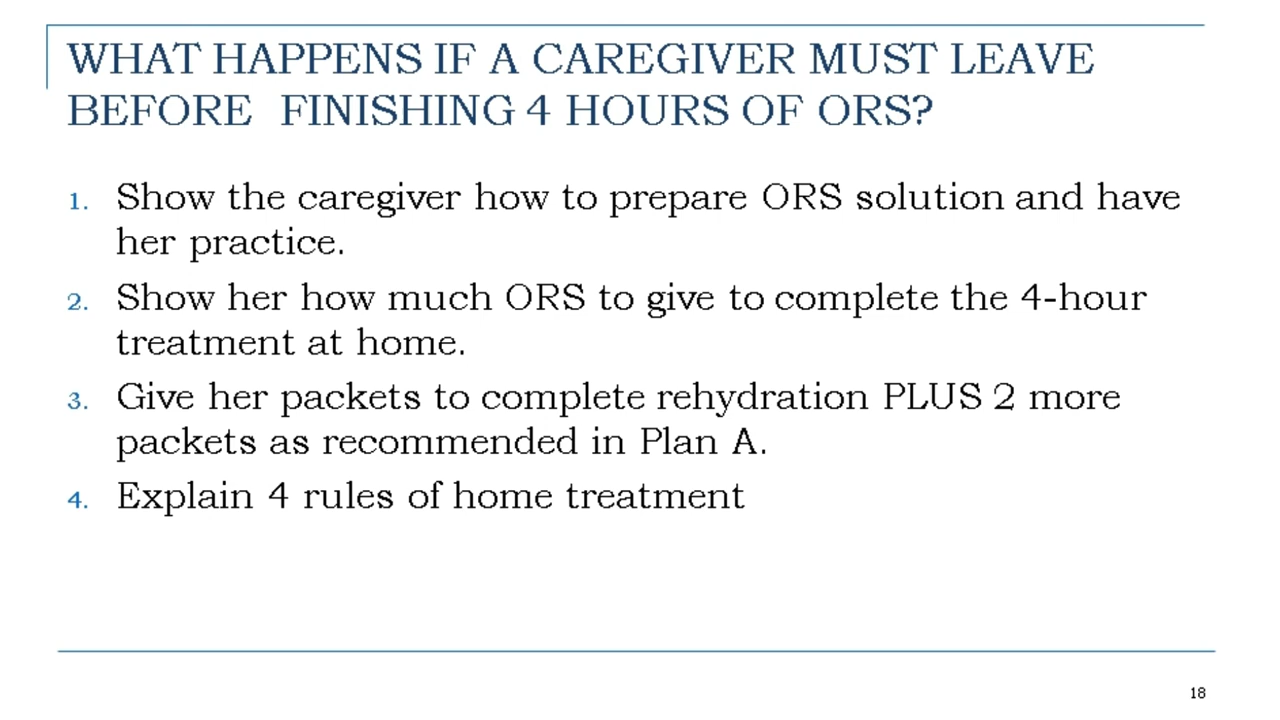 WHAT HAPPENS IF A CAREGIVER MUST LEAVE
BEFORE FINISHING 4 HOURS OF ORS?
1. Show the caregiver how to prepare ORS solution and have
her practice.
2. Show her how much ORS to give to complete the 4-hour
treatment at home.
3. Give her packets to complete rehydration PLUS 2 more
packets as recommended in Plan A.
4. Explain 4 rules of home treatment
18